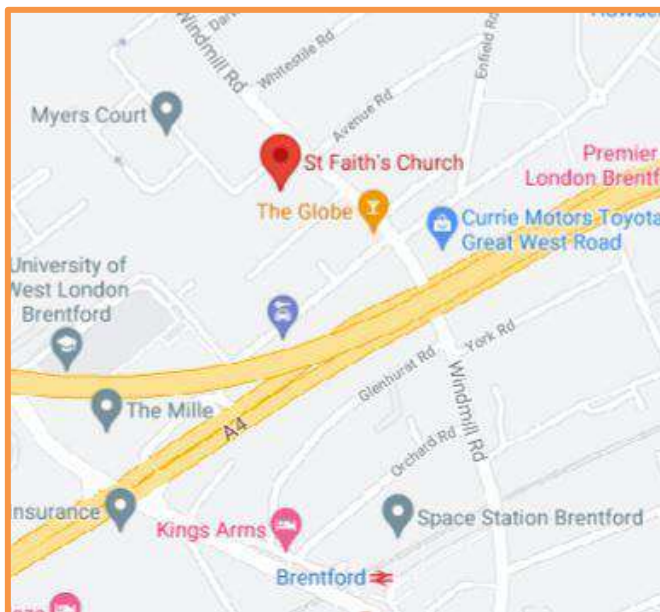 Windmill Rd
Whitestile Rd
Enfield Rd
Myers Court
Avenue Rd
St Faith's Church
Premier
London Brentf
The Globe
Currie Motors Toyota
Great West Road
University of
West London
Brentford
York Rd
Glenhurst Rd
Windmill Rd
The Mille
A4
Orchard Rd
nsurance
Kings Arms
Space Station Brentford
Brentford